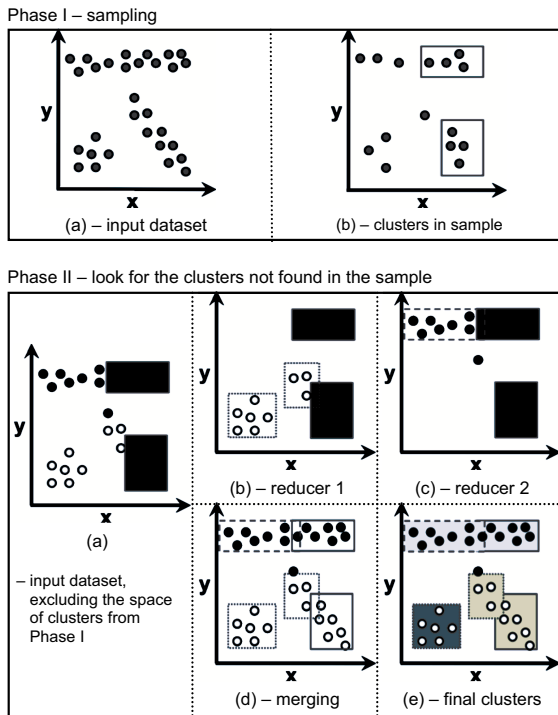 Phase I – sampling
y
x
(a) – input dataset
y
x
(b) – clusters in sample
Phase II – look for the clusters not found in the sample
y
x
(a)
– input dataset,
excluding the space
of clusters from
Phase I
y
x
(b) – reducer 1
y
x
(c) – reducer 2
y
x
(d) – merging
y
x
(e) – final clusters